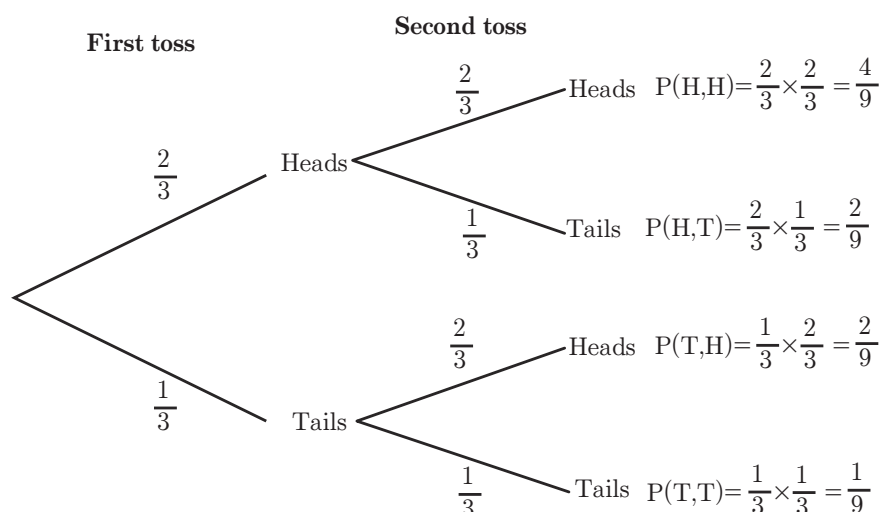 First toss
Second toss
2/3
Heads P(H,H)=2/3×2/3=4/9
2/3
Heads
1/3
Tails P(H,T)=2/3×1/3=2/9
2/3
Heads P(T,H)=1/3×2/3=2/9
1/3
Tails
1/3
Tails P(T,T)=1/3×1/3=1/9